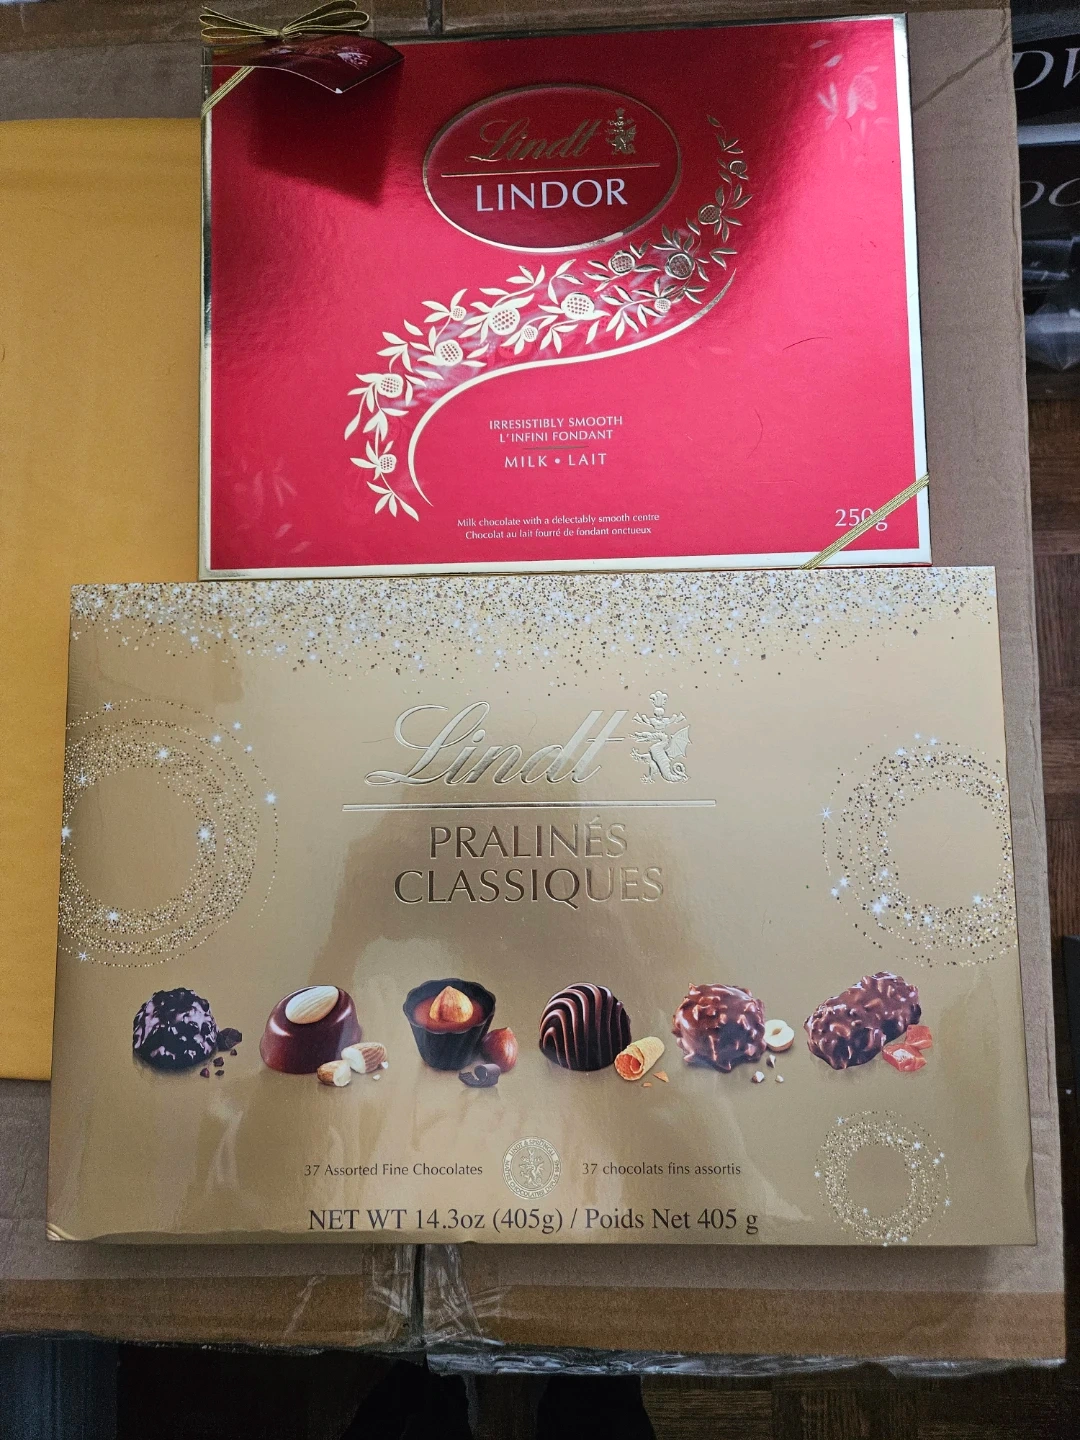 Lindt
LINDOR
IRRESISTIBLY SMOOTH
L'INFINI FONDANT
MILK • LAIT
Milk chocolate with a delectably smooth centre
Chocolat au lait fourré de fondant onctueux
250g
Lindt
PRALINÉS
CLASSIQUES
37 Assorted Fine Chocolates
37 chocolats fins assortis
NET WT 14.3oz (405g) / Poids Net 405 g